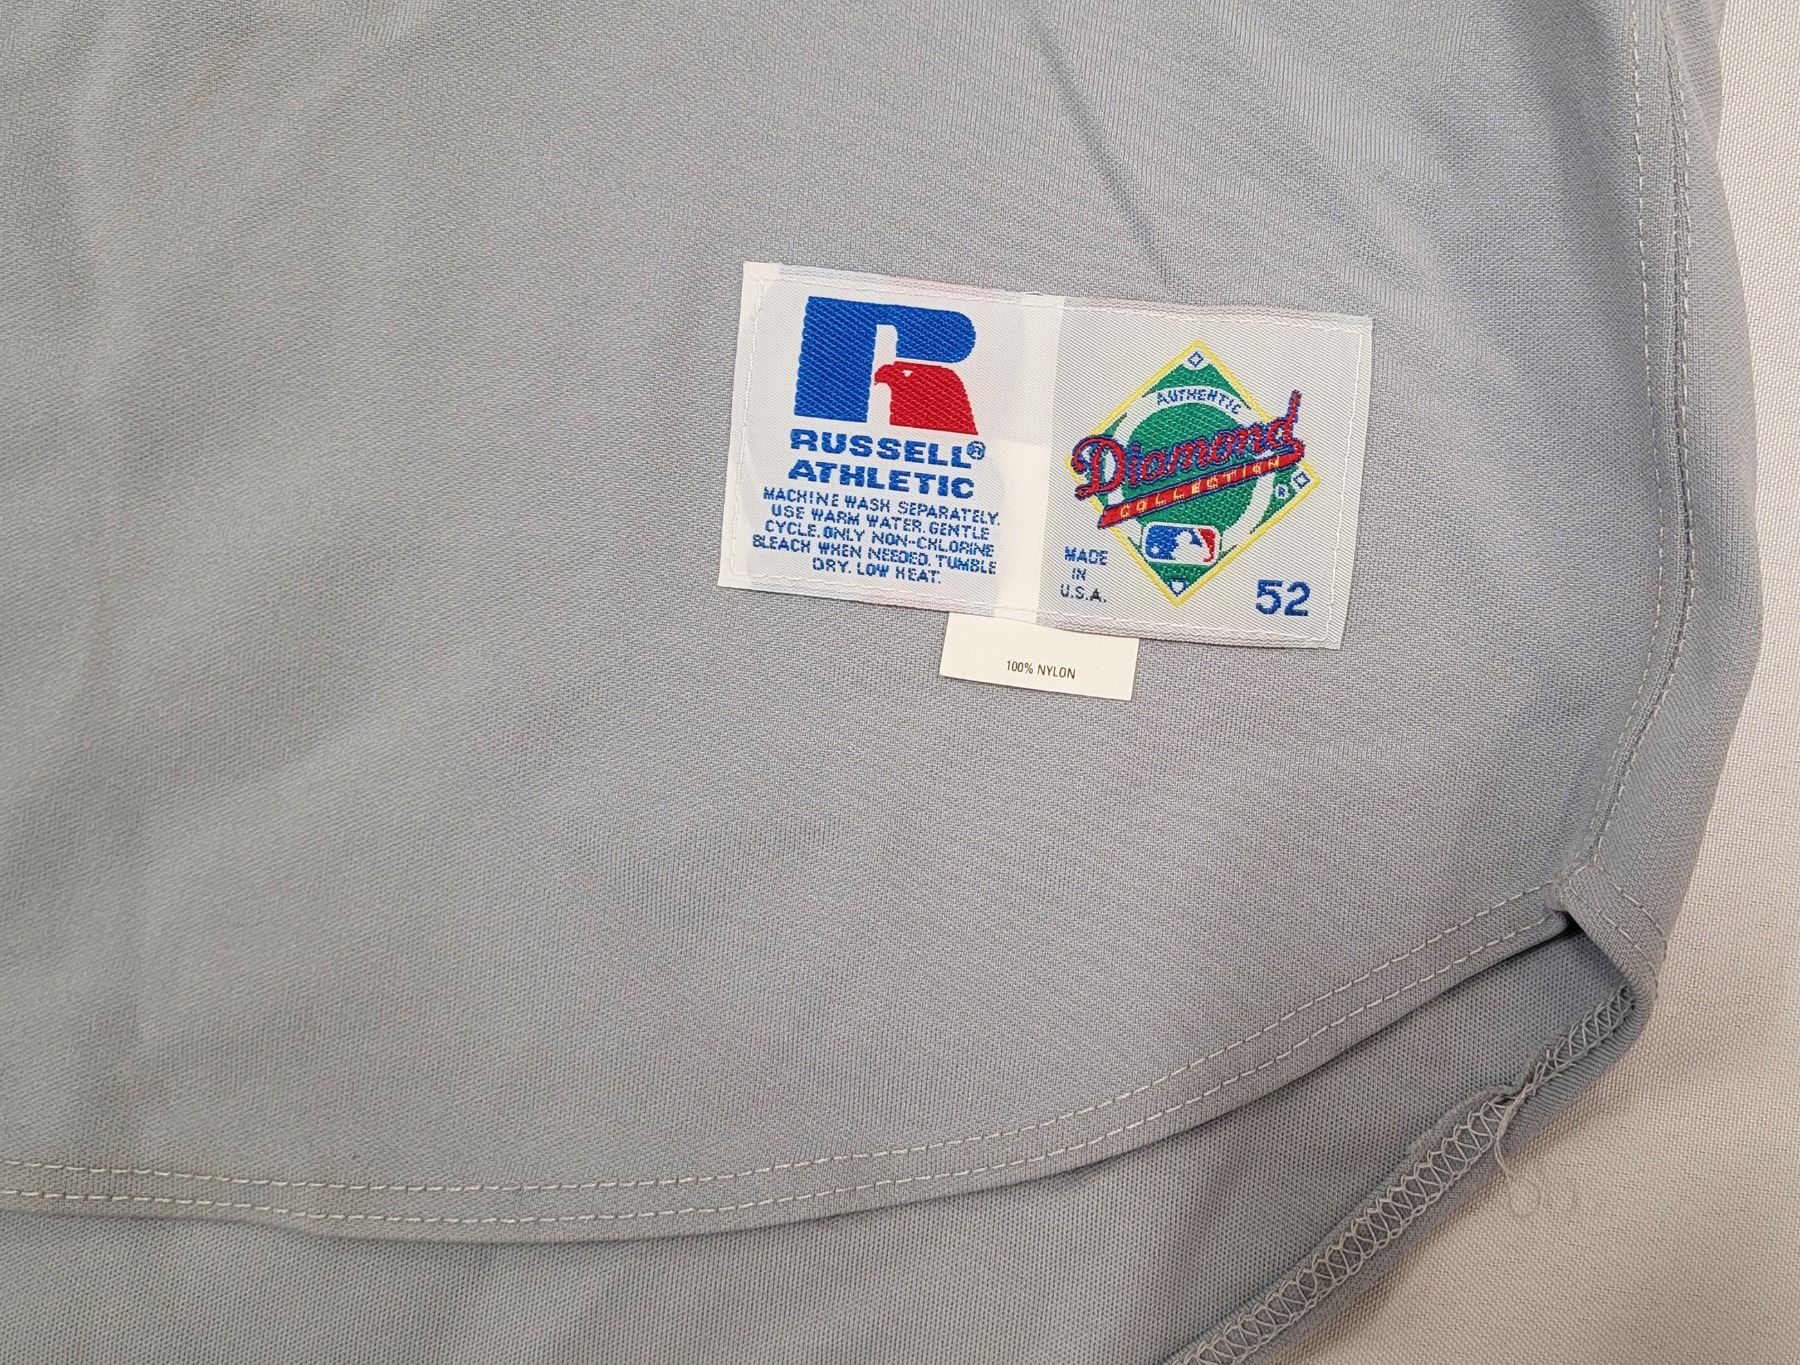 RUSSELL®
ATHLETIC
MACHINE WASH SEPARATELY.
USE WARM WATER. GENTLE
CYCLE. ONLY NON-CHLORINE
BLEACH WHEN NEEDED. TUMBLE
DRY. LOW HEAT.
AUTHENTIC
Diamond
COLLECTION
®
MADE
IN
U.S.A.
52
100% NYLON